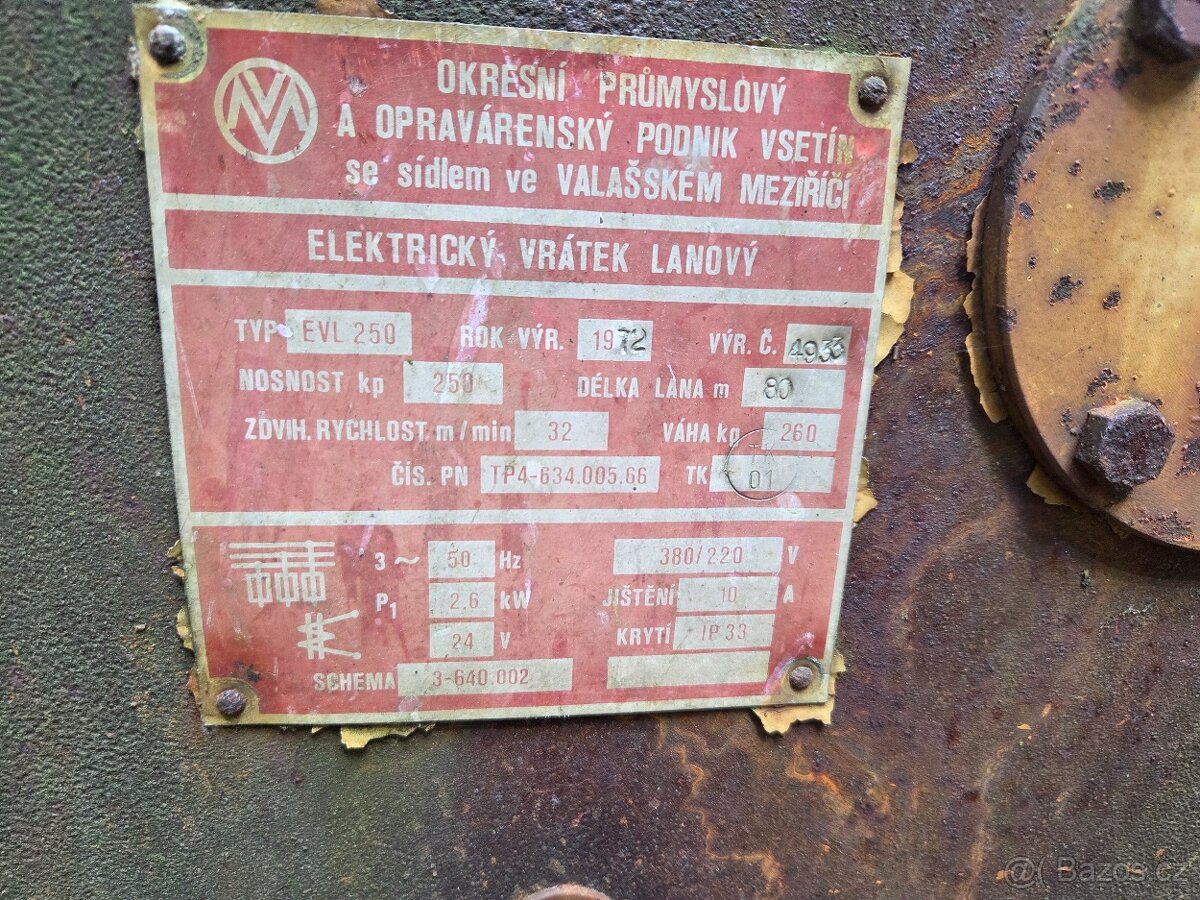 OKRESNÍ PRŮMYSLOVÝ
A OPRAVÁRENSKÝ PODNIK VSETÍN
se sídlem ve VALAŠSKÉM MEZIŘÍČÍ
ELEKTRICKÝ VRÁTEK LANOVÝ
TYP EVL 250 ROK VÝR. 1972 VÝR. Č. 4933
NOSNOST kp 250 DÉLKA LANA m 80
ZDVIH. RYCHLOST m/min 32 VÁHA kg 260
ČÍS. PN TP4-634.005.66 TK TK 01
3 ~ 50 Hz 380/220 V
P1 2,6 kW JIŠTĚNÍ 10 A
24 V KRYTÍ IP 33
SCHEMA 3-640.002
@( Bazos.cz